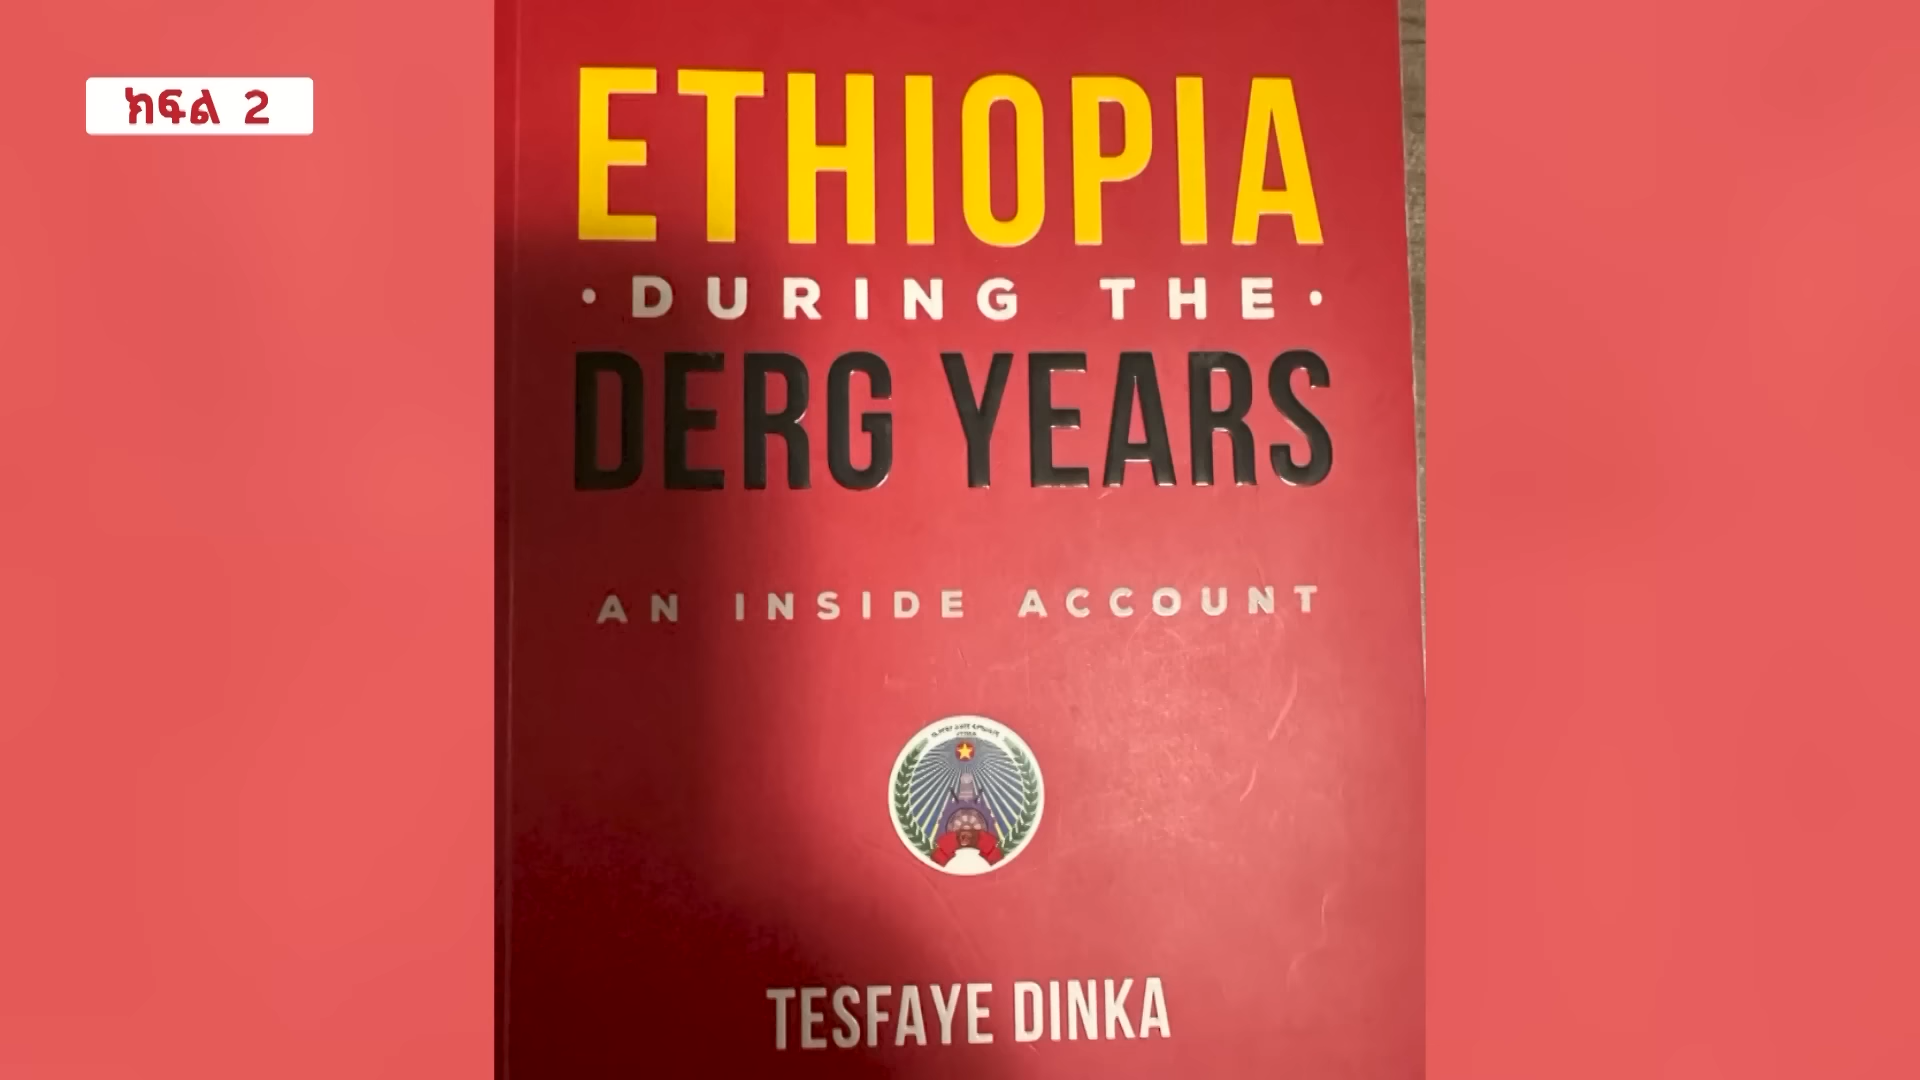 ክፍል 2
ETHIOPIA
· DURING THE ·
DERG YEARS
AN INSIDE ACCOUNT
TESFAYE DINKA